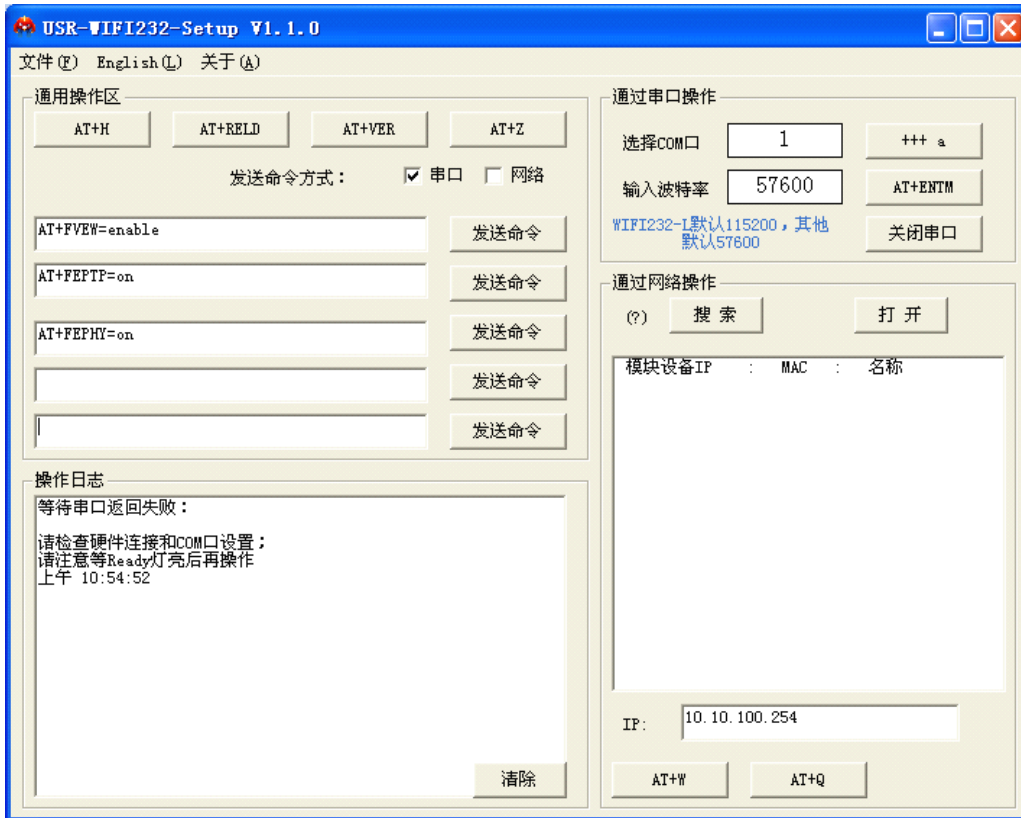 USR-WIFI232-Setup V1.1.0
文件(F) English(L) 关于(A)
通用操作区
AT+H AT+RELD AT+VER AT+Z
发送命令方式： 串口 网络
AT+FVEW=enable 发送命令
AT+FEPTP=on 发送命令
AT+FEPHY=on 发送命令
发送命令
发送命令
操作日志
等待串口返回失败：
请检查硬件连接和COM口设置；
请注意等Ready灯亮后再操作
上午 10:54:52
清除
通过串口操作
选择COM口 1 +++ a
输入波特率 57600 AT+ENTM
WIFI232-L默认115200，其他
默认57600
关闭串口
通过网络操作
(?) 搜 索 打 开
模块设备IP : MAC : 名称
IP: 10.10.100.254
AT+W AT+Q